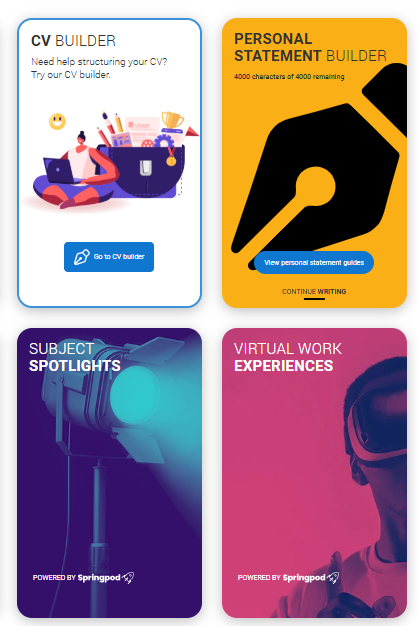 CV BUILDER
Need help structuring your CV?
Try our CV builder.
Go to CV builder
PERSONAL
STATEMENT BUILDER
4000 characters of 4000 remaining
View personal statement guides
CONTINUE WRITING
SUBJECT
SPOTLIGHTS
POWERED BY Springpod
VIRTUAL WORK
EXPERIENCES
POWERED BY Springpod